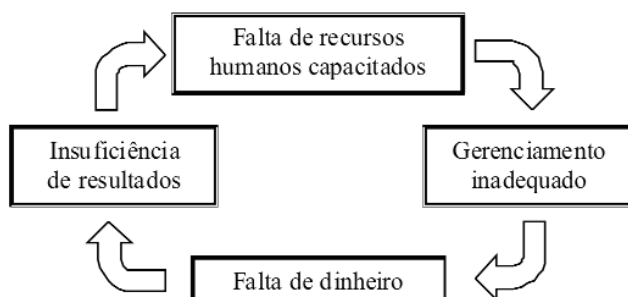 Falta de recursos
humanos capacitados
Gerenciamento
inadequado
Falta de dinheiro
Insuficiência
de resultados